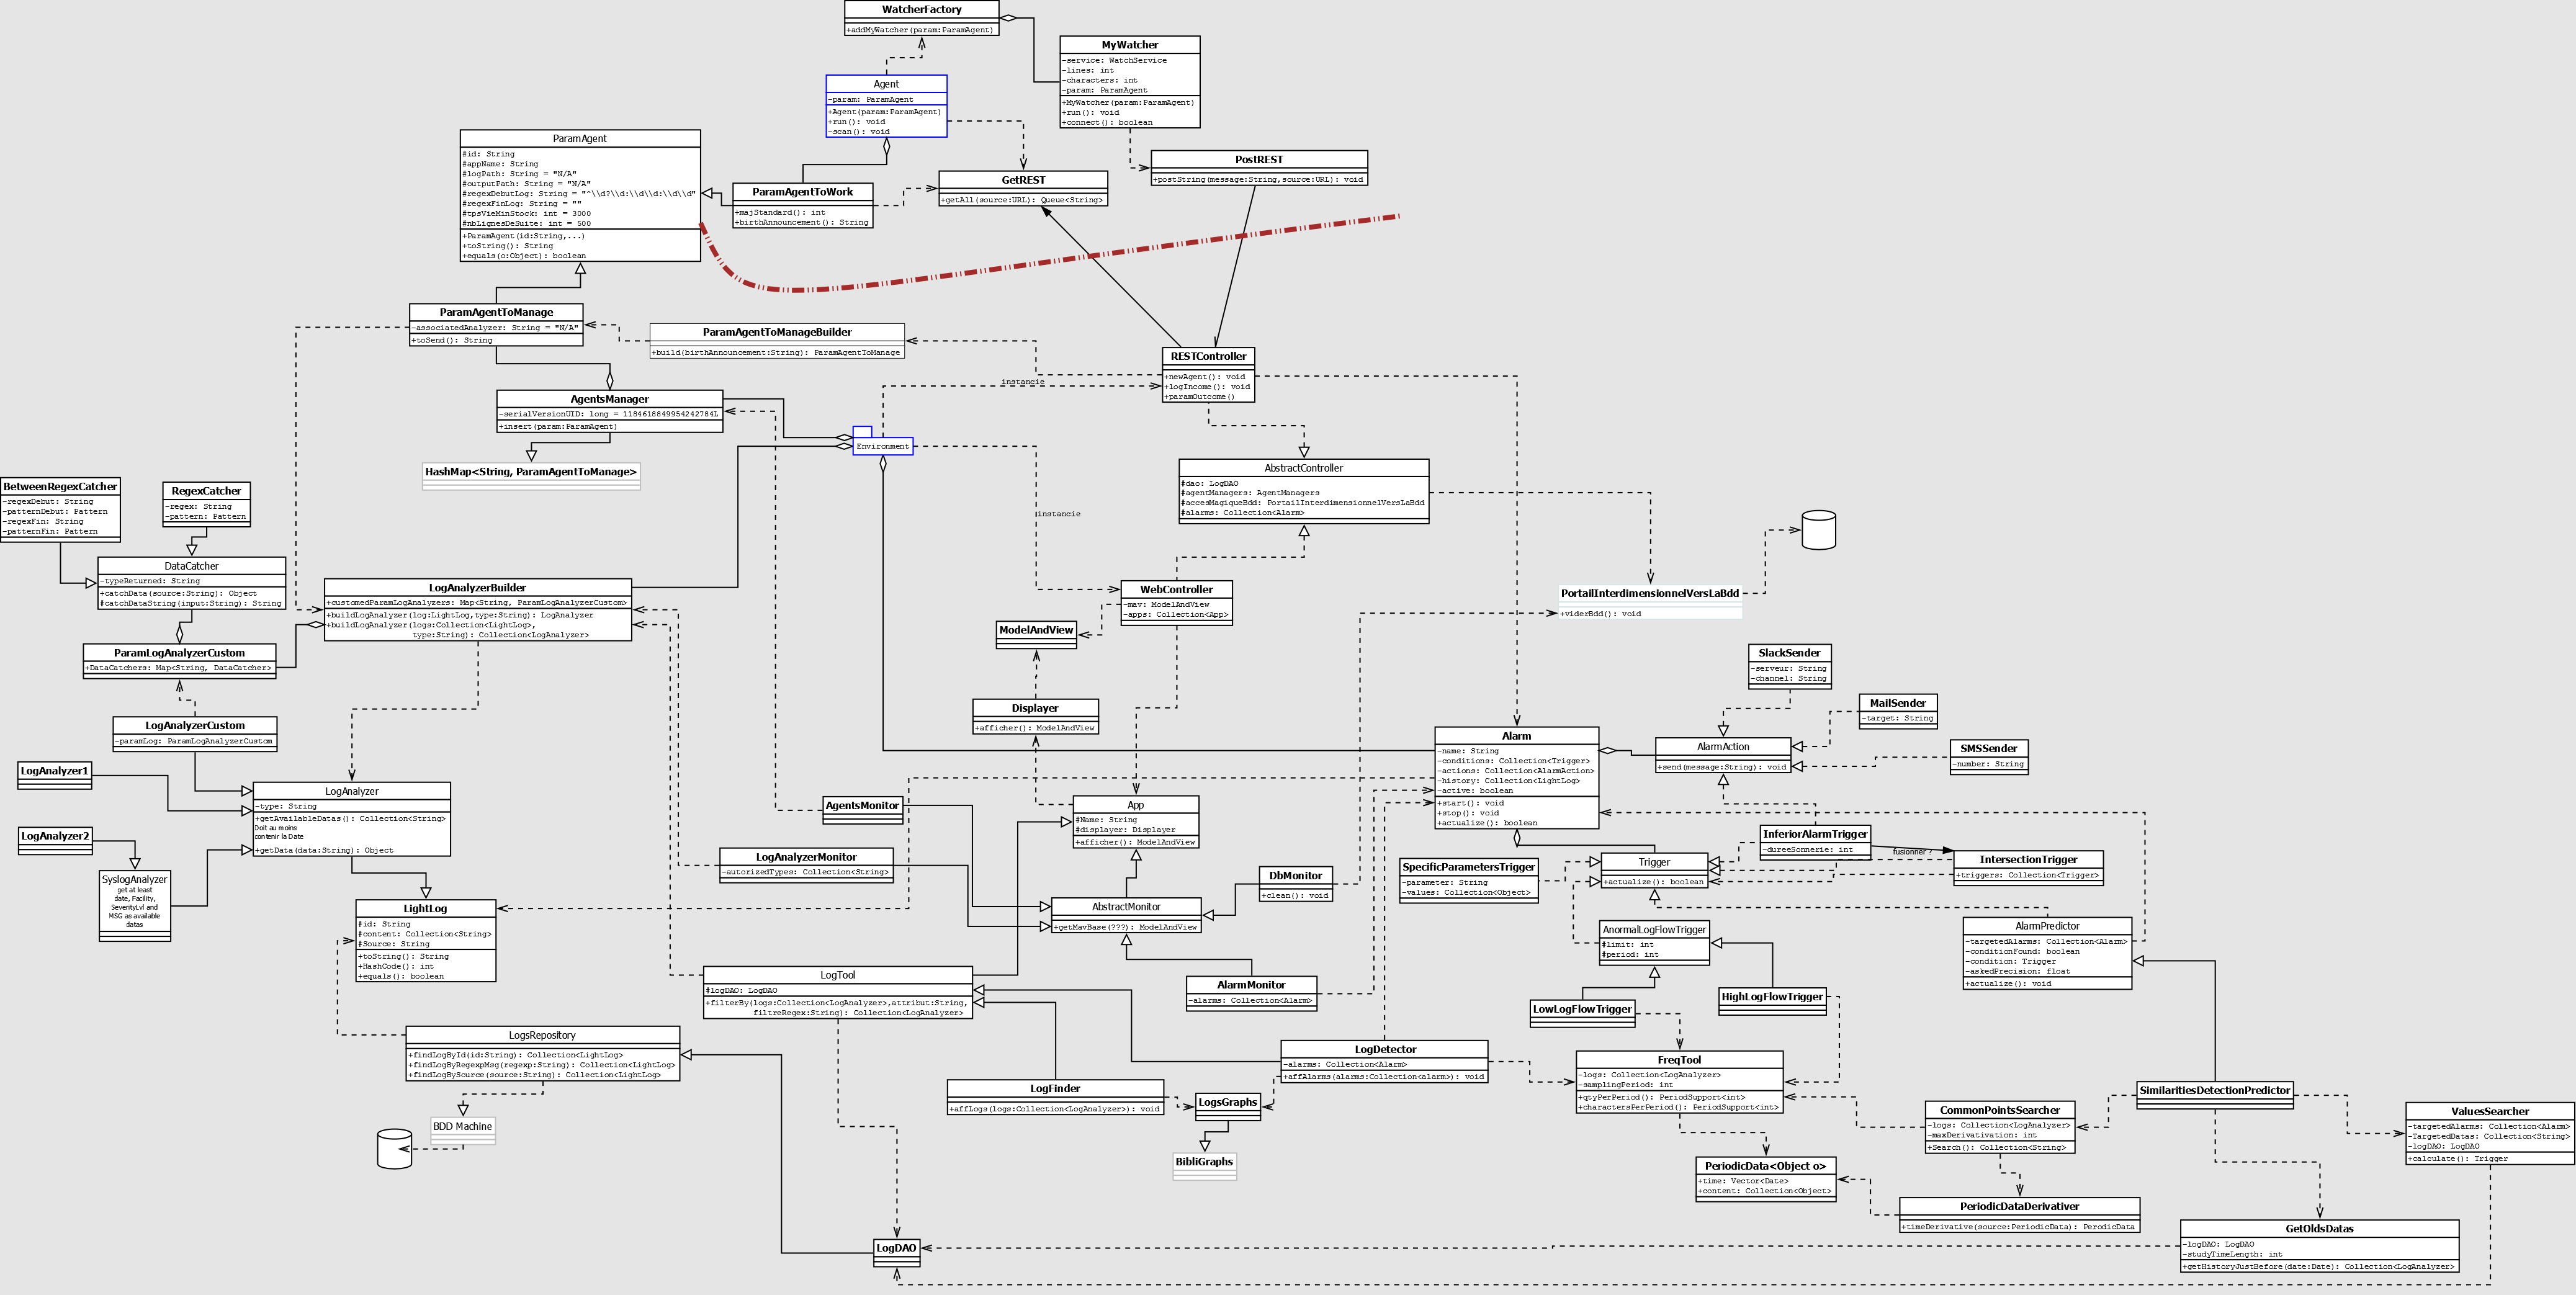 WatcherFactory
+addMyWatcher(param:ParamAgent)
MyWatcher
-service: WatchService
-lines: int
-characters: int
-param: ParamAgent
+MyWatcher(param:ParamAgent)
+run(): void
+connect(): boolean
Agent
-param: ParamAgent
+Agent(param:ParamAgent)
+run(): void
-scan(): void
ParamAgent
#id: String
#appName: String
#logPath: String = "N/A"
#outputPath: String = "N/A"
#regexDebutLog: String = "^\\d?\\d:\\d\\d:\\d\\d"
#regexFinLog: String = ""
#tpsVieMinStock: int = 3000
#nbLignesDeSuite: int = 500
+ParamAgent(id:String,...)
+toString(): String
+equals(o:Object): boolean
ParamAgentToWork
+majStandard(): int
+birthAnnouncement(): String
GetREST
+getAll(source:URL): Queue<String>
PostREST
+postString(message:String,source:URL): void
ParamAgentToManage
-associatedAnalyzer: String = "N/A"
+toSend(): String
ParamAgentToManageBuilder
+build(birthAnnouncement:String): ParamAgentToManage
RESTController
+newAgent(): void
+logIncome(): void
+paramOutcome()
instancie
AgentsManager
-serialVersionUID: long = 1184618849954242784L
+insert(param:ParamAgent)
Environment
HashMap<String, ParamAgentToManage>
AbstractController
#dao: LogDAO
#agentManagers: AgentManagers
#accesMagiqueBdd: PortailInterdimensionnelVersLaBdd
#alarms: Collection<Alarm>
instancie
BetweenRegexCatcher
-regexDebut: String
-patternDebut: Pattern
-regexFin: String
-patternFin: Pattern
RegexCatcher
-regex: String
-pattern: Pattern
DataCatcher
-typeReturned: String
+catchData(source:String): Object
#catchDataString(input:String): String
LogAnalyzerBuilder
+customedParamLogAnalyzers: Map<String, ParamLogAnalyzerCustom>
+buildLogAnalyzer(log:LightLog,type:String): LogAnalyzer
+buildLogAnalyzer(logs:Collection<LightLog>,
type:String): Collection<LogAnalyzer>
WebController
-mav: ModelAndView
-apps: Collection<App>
PortailInterdimensionnelVersLaBdd
+viderBdd(): void
ModelAndView
ParamLogAnalyzerCustom
+DataCatchers: Map<String, DataCatcher>
SlackSender
-serveur: String
-channel: String
MailSender
-target: String
Displayer
+afficher(): ModelAndView
LogAnalyzerCustom
-paramLog: ParamLogAnalyzerCustom
Alarm
-name: String
-conditions: Collection<Trigger>
-actions: Collection<AlarmAction>
-history: Collection<LightLog>
-active: boolean
+start(): void
+stop(): void
+actualize(): boolean
AlarmAction
+send(message:String): void
SMSSender
-number: String
LogAnalyzer1
LogAnalyzer
-type: String
+getAvailableDatas(): Collection<String>
Doit au moins
contenir la Date
+getData(data:String): Object
AgentsMonitor
App
#Name: String
#displayer: Displayer
+afficher(): ModelAndView
LogAnalyzer2
InferiorAlarmTrigger
-dureeSonnerie: int
fusionner ?
IntersectionTrigger
+triggers: Collection<Trigger>
LogAnalyzerMonitor
-autorizedTypes: Collection<String>
DbMonitor
+clean(): void
SpecificParametersTrigger
-parameter: String
-values: Collection<Object>
Trigger
+actualize(): boolean
SyslogAnalyzer
get at least
date, Facility,
SeverityLvl and
MSG as available
datas
LightLog
#id: String
#content: Collection<String>
#Source: String
+toString(): String
+HashCode(): int
+equals(): boolean
AbstractMonitor
+getMavBase(???): ModelAndView
AnormalLogFlowTrigger
#limit: int
#period: int
AlarmPredictor
-targetedAlarms: Collection<Alarm>
-conditionFound: boolean
-condition: Trigger
-askedPrecision: float
+actualize(): void
LogTool
#logDAO: LogDAO
+filterBy(logs:Collection<LogAnalyzer>,attribut:String,
filtreRegex:String): Collection<LogAnalyzer>
AlarmMonitor
-alarms: Collection<Alarm>
LowLogFlowTrigger
HighLogFlowTrigger
LogsRepository
+findLogById(id:String): Collection<LightLog>
+findLogByRegexpMsg(regexp:String): Collection<LightLog>
+findLogBySource(source:String): Collection<LightLog>
LogDetector
-alarms: Collection<Alarm>
+affAlarms(alarms:Collection<alarm>): void
FreqTool
-logs: Collection<LogAnalyzer>
-samplingPeriod: int
+qtyPerPeriod(): PeriodSupport<int>
+charactersPerPeriod(): PeriodSupport<int>
LogFinder
+affLogs(logs:Collection<LogAnalyzer>): void
LogsGraphs
SimilaritiesDetectionPredictor
CommonPointsSearcher
-logs: Collection<LogAnalyzer>
-maxDerivativation: int
+Search(): Collection<String>
ValuesSearcher
-targetedAlarms: Collection<Alarm>
-TargetedDatas: Collection<String>
-logDAO: LogDAO
+calculate(): Trigger
BDD Machine
BibliGraphs
PeriodicData<Object o>
+time: Vector<Date>
+content: Collection<Object>
PeriodicDataDerivativer
+timeDerivative(source:PeriodicData): PerodicData
GetOldsDatas
-logDAO: LogDAO
-studyTimeLength: int
+getHistoryJustBefore(date:Date): Collection<LogAnalyzer>
LogDAO